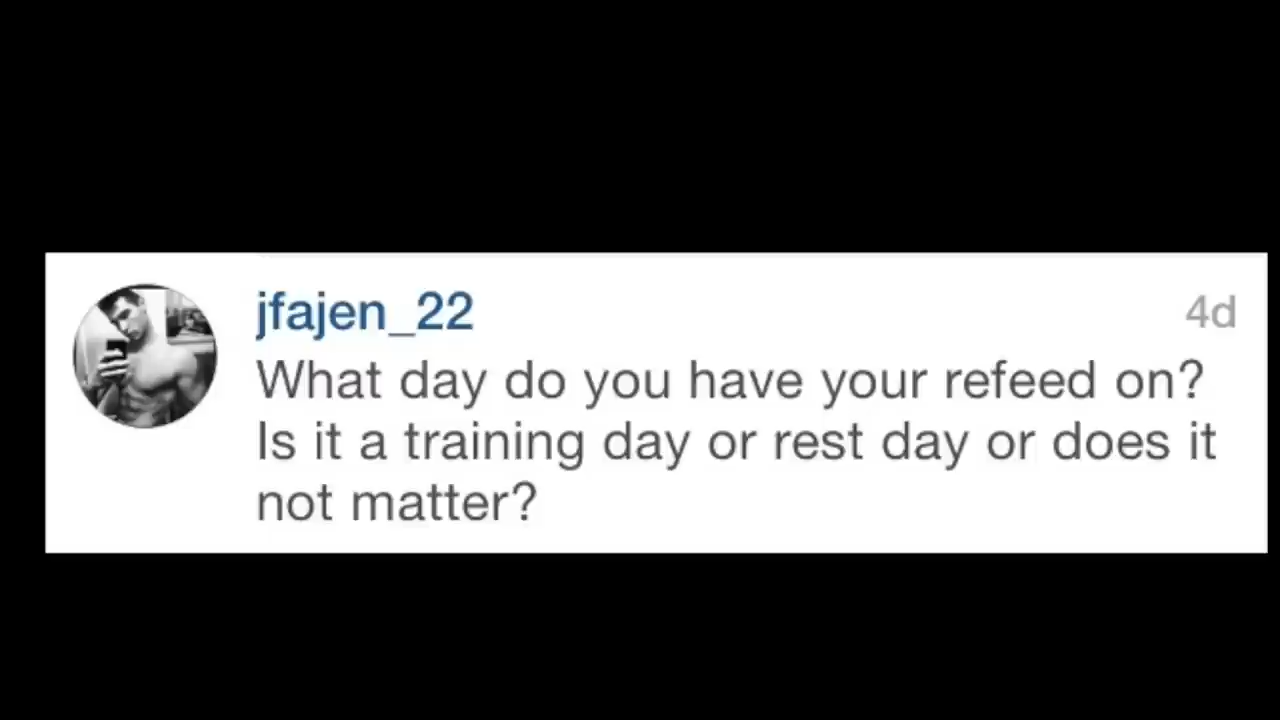 jfajen_22 4d
What day do you have your refeed on?
Is it a training day or rest day or does it
not matter?